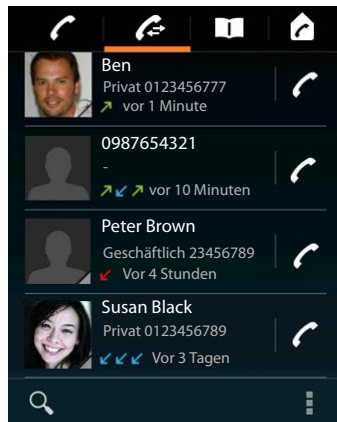 Ben
Privat 0123456777
vor 1 Minute
0987654321
-
vor 10 Minuten
Peter Brown
Geschäftlich 23456789
Vor 4 Stunden
Susan Black
Privat 0123456789
Vor 3 Tagen